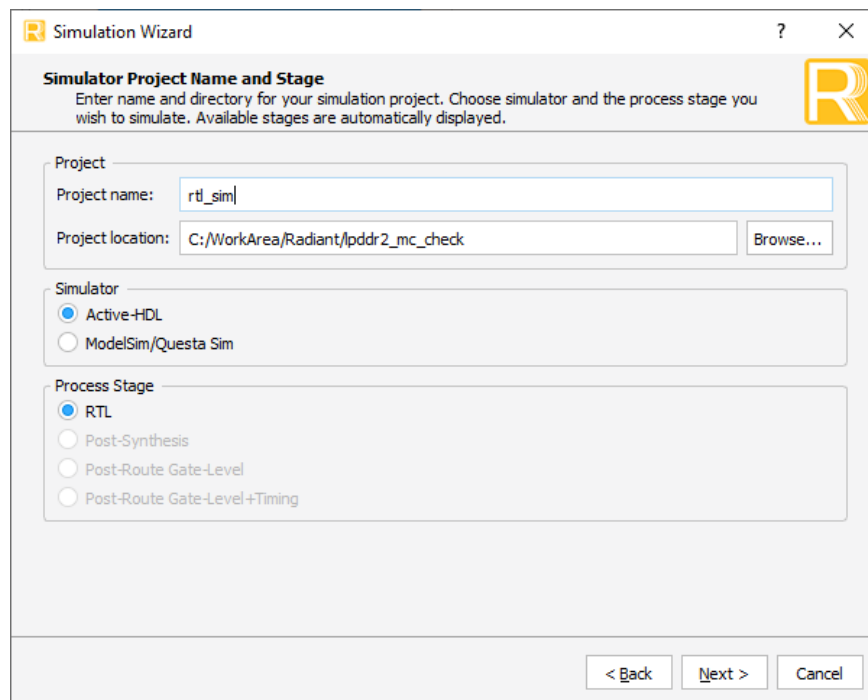 Simulation Wizard
?
Simulator Project Name and Stage
Enter name and directory for your simulation project. Choose simulator and the process stage you
wish to simulate. Available stages are automatically displayed.
Project
Project name: rtl_sim
Project location: C:/WorkArea/Radiant/lpddr2_mc_check Browse...
Simulator
Active-HDL
ModelSim/Questa Sim
Process Stage
RTL
Post-Synthesis
Post-Route Gate-Level
Post-Route Gate-Level+Timing
< Back Next > Cancel